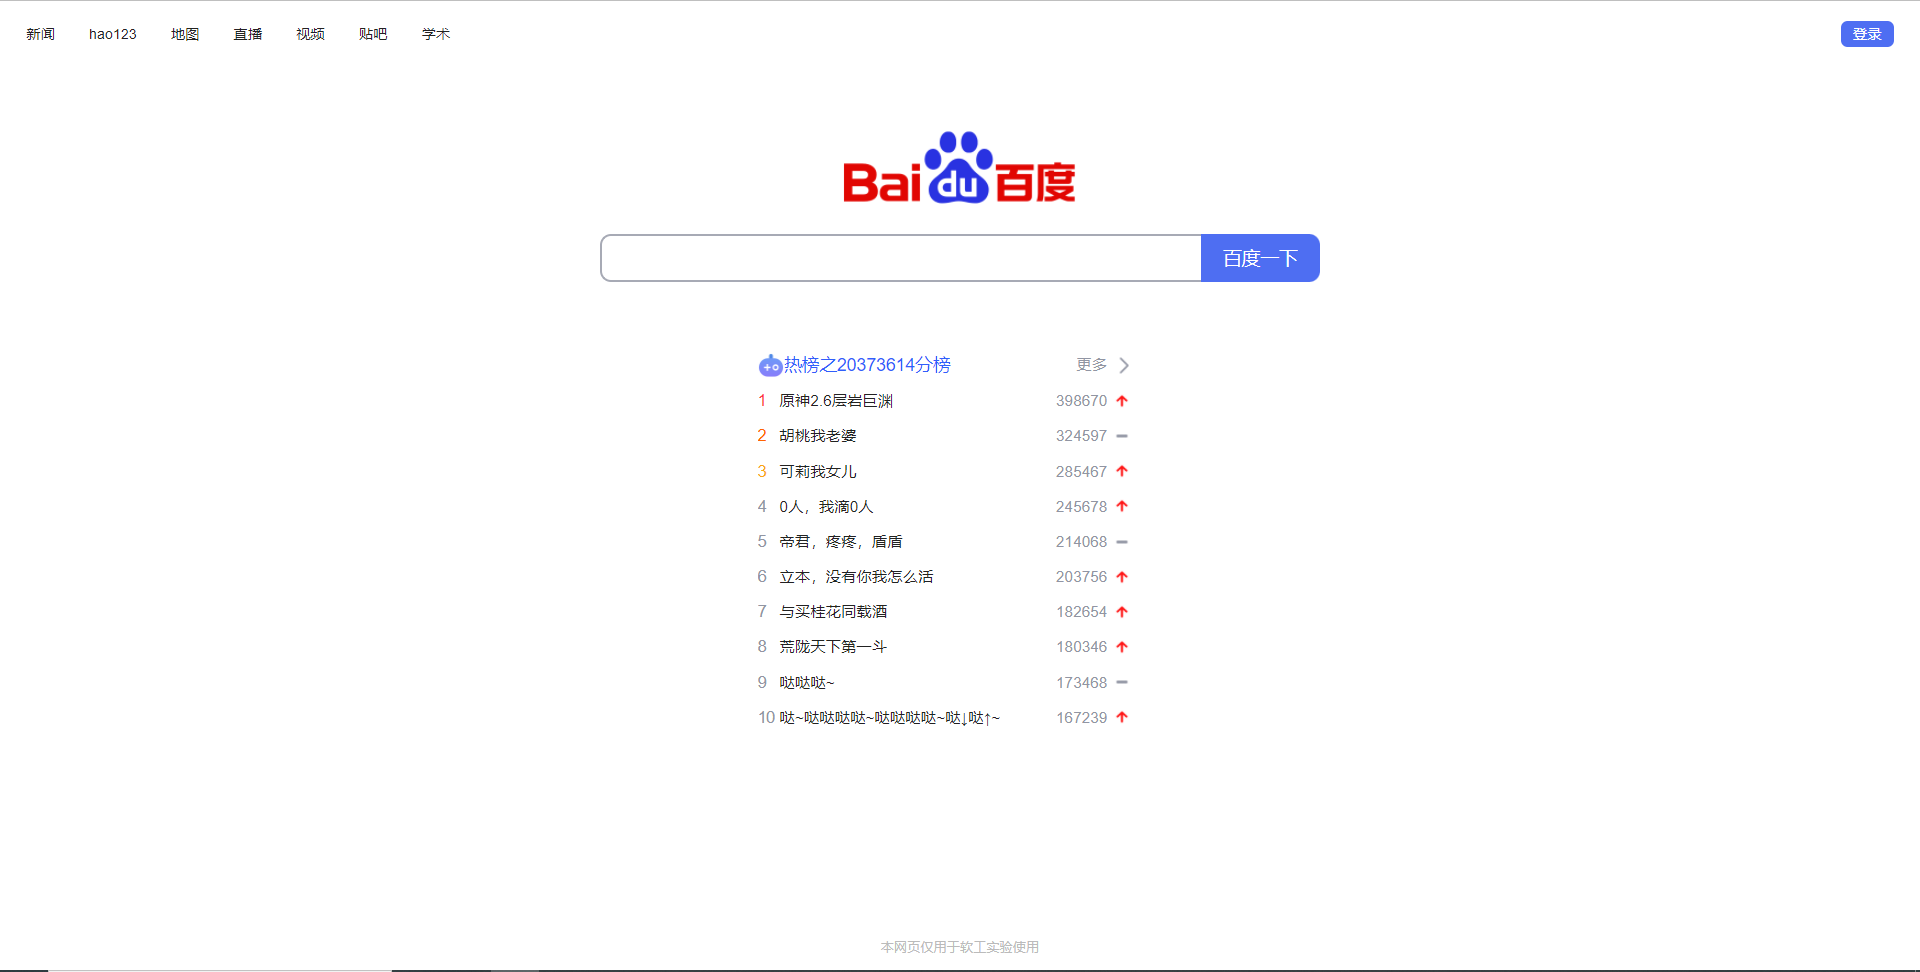 新闻 hao123 地图 直播 视频 贴吧 学术 登录
Bai du 百度
百度一下
热榜之20373614分榜 更多
1 原神2.6层岩巨渊 398670
2 胡桃我老婆 324597
3 可莉我女儿 285467
4 0人，我滴0人 245678
5 帝君，疼疼，盾盾 214068
6 立本，没有你我怎么活 203756
7 与买桂花同载酒 182654
8 荒陇天下第一斗 180346
9 哒哒哒~ 173468
10 哒~哒哒哒哒~哒哒哒哒~哒↓哒↑~ 167239
本网页仅用于软工实验使用